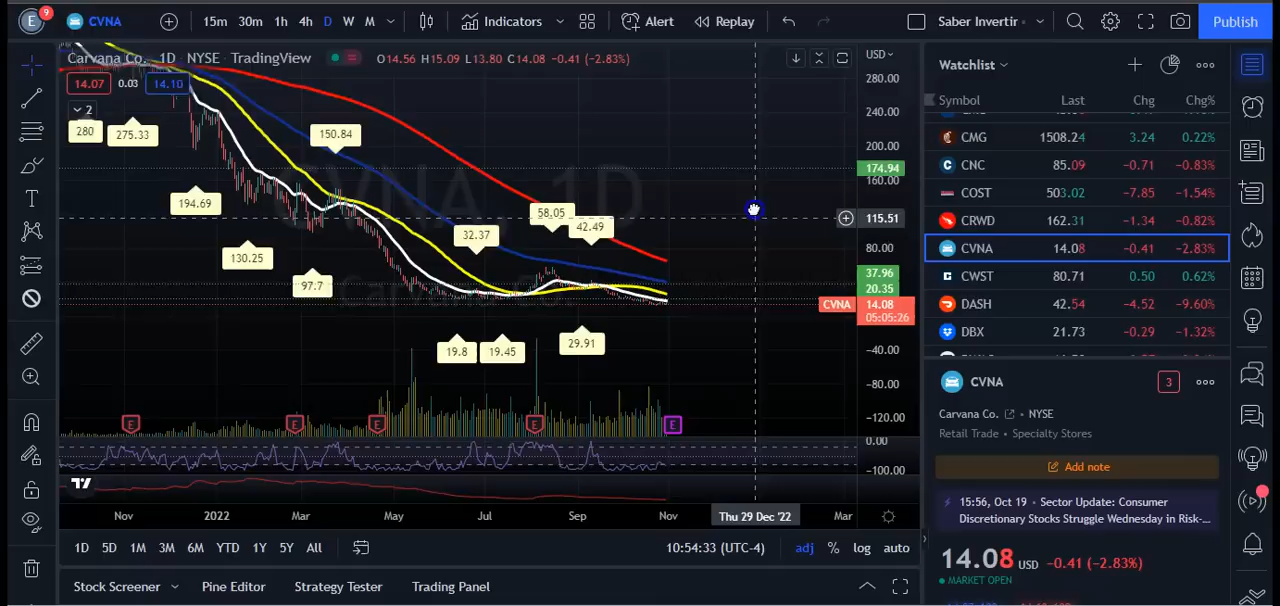 E 9 CVNA 15m 30m 1h 4h D W M Indicators Alert Replay Saber Invertir Publish
Carvana Co. 1D NYSE TradingView O14.56 H15.09 L13.80 C14.08 -0.41 (-2.83%)
14.07 0.03 14.10
2
CVNA, 1D
280
275.33
194.69
130.25
97.7
150.84
32.37
19.8
19.45
58.05
42.49
29.91
USD
280.00
240.00
200.00
174.94
160.00
115.51
80.00
37.96
20.35
CVNA 14.08
05:05:26
-40.00
-80.00
-120.00
0.00
-100.00
E E E E E
Nov 2022 Mar May Jul Sep Nov Thu 29 Dec '22 Mar
1D 5D 1M 3M 6M YTD 1Y 5Y All 10:54:33 (UTC-4) adj % log auto
Stock Screener Pine Editor Strategy Tester Trading Panel
Watchlist
Symbol Last Chg Chg%
CMG 1508.24 3.24 0.22%
CNC 85.09 -0.71 -0.83%
COST 503.02 -7.85 -1.54%
CRWD 162.31 -1.34 -0.82%
CVNA 14.08 -0.41 -2.83%
CWST 80.71 0.50 0.62%
DASH 42.54 -4.52 -9.60%
DBX 21.73 -0.29 -1.32%
CVNA 3
Carvana Co. • NYSE
Retail Trade • Specialty Stores
Add note
15:56, Oct 19 • Sector Update: Consumer
Discretionary Stocks Struggle Wednesday in Risk-...
14.08 USD -0.41 (-2.83%)
MARKET OPEN